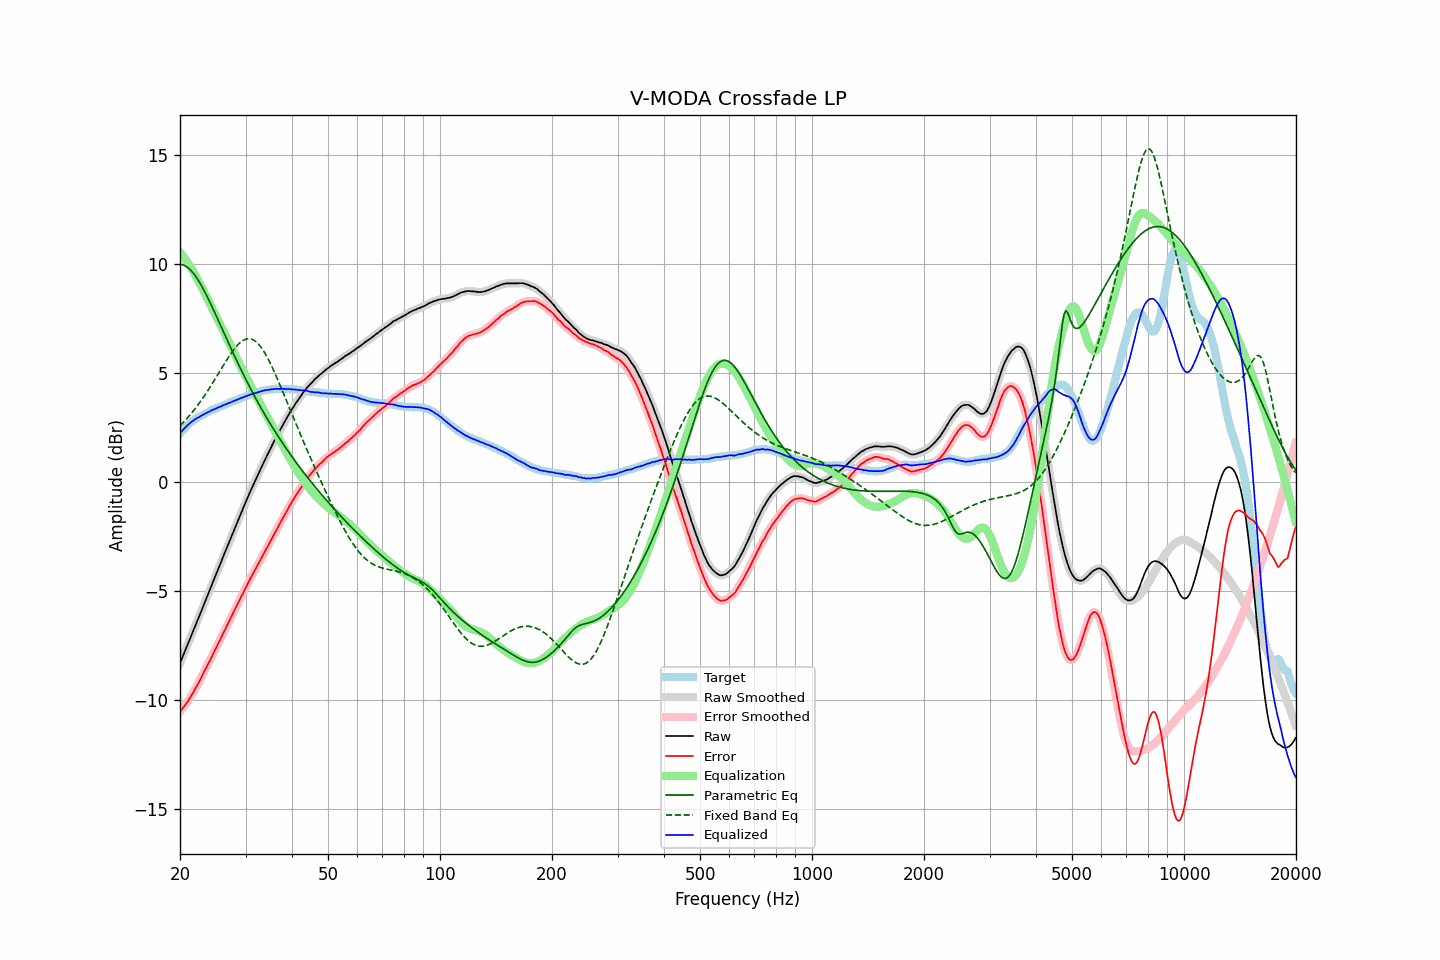 V-MODA Crossfade LP
Amplitude (dBr)
15
10
5
0
−5
−10
−15
Target
Raw Smoothed
Error Smoothed
Raw
Error
Equalization
Parametric Eq
Fixed Band Eq
Equalized
20 50 100 200 500 1000 2000 5000 10000 20000
Frequency (Hz)